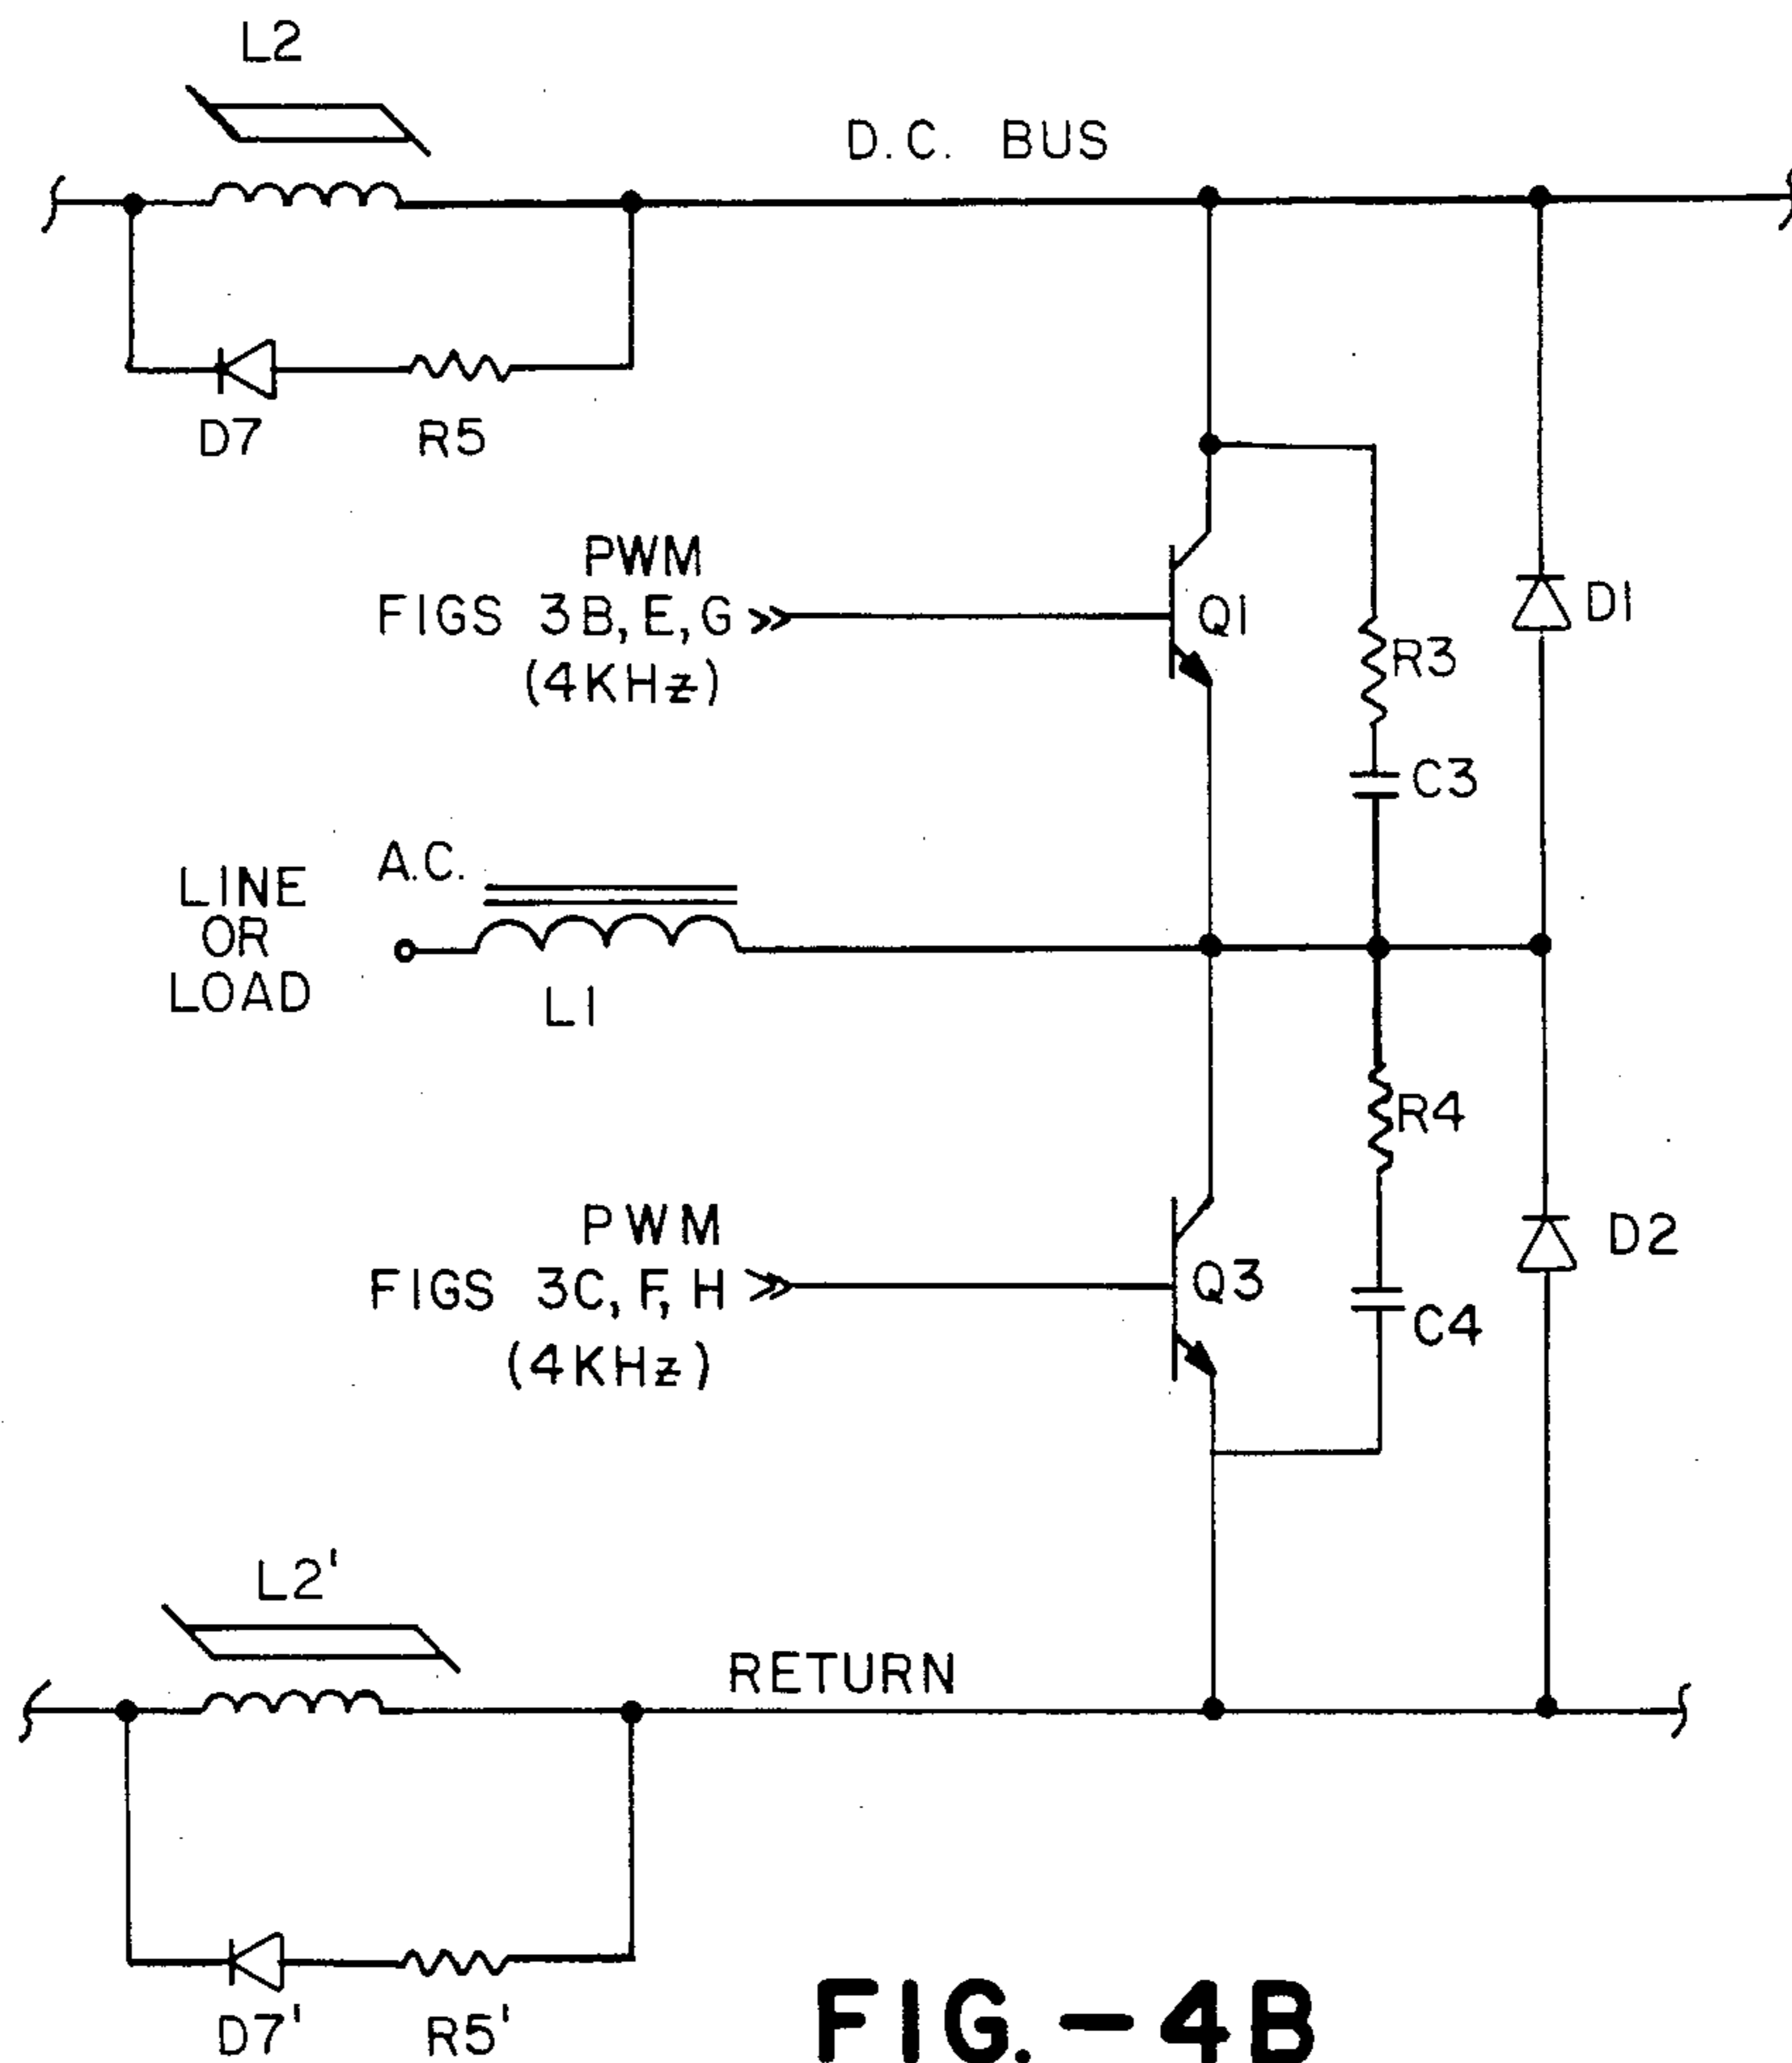 L2
D.C. BUS
D7
R5
PWM
FIGS 3B, E, G
(4KHz)
Q1
D1
R3
C3
A.C.
LINE
OR
LOAD
L1
R4
PWM
FIGS 3C, F, H
(4KHz)
Q3
D2
C4
L2'
RETURN
D7'
R5'
FIG.-4B